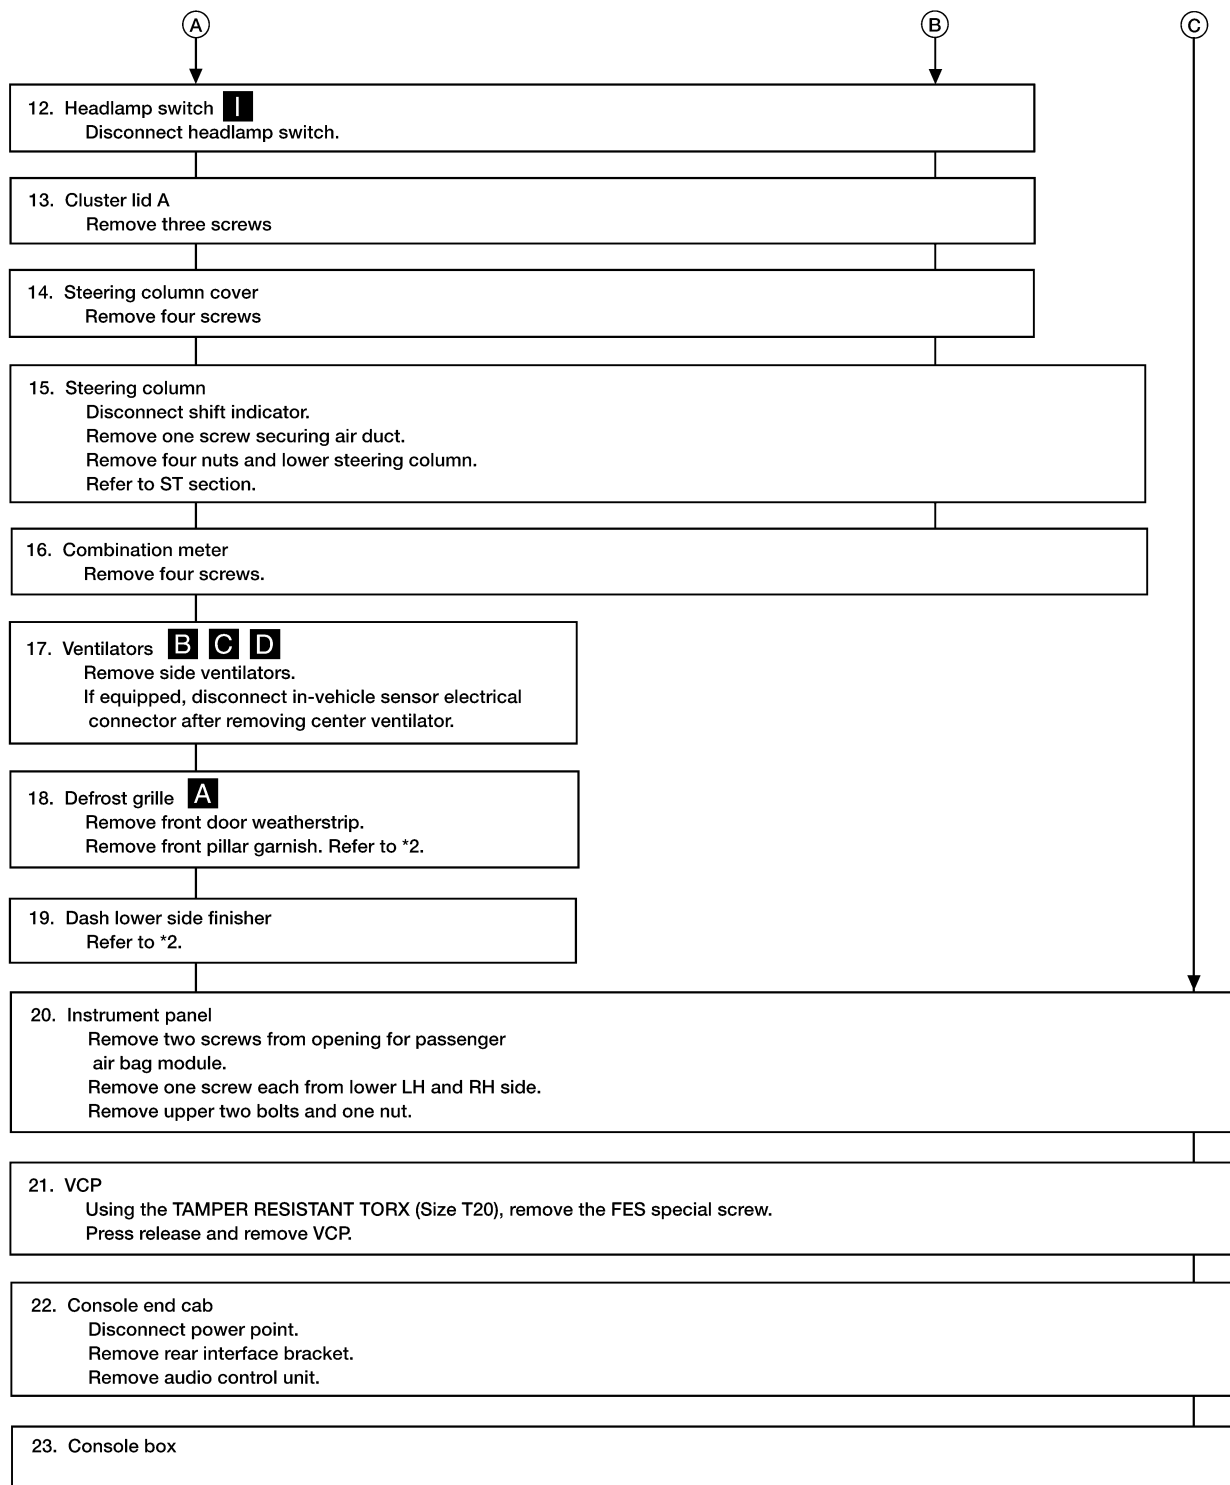 A
B
C
12. Headlamp switch I
Disconnect headlamp switch.
13. Cluster lid A
Remove three screws
14. Steering column cover
Remove four screws
15. Steering column
Disconnect shift indicator.
Remove one screw securing air duct.
Remove four nuts and lower steering column.
Refer to ST section.
16. Combination meter
Remove four screws.
17. Ventilators B C D
Remove side ventilators.
If equipped, disconnect in-vehicle sensor electrical
connector after removing center ventilator.
18. Defrost grille A
Remove front door weatherstrip.
Remove front pillar garnish. Refer to *2.
19. Dash lower side finisher
Refer to *2.
20. Instrument panel
Remove two screws from opening for passenger
air bag module.
Remove one screw each from lower LH and RH side.
Remove upper two bolts and one nut.
21. VCP
Using the TAMPER RESISTANT TORX (Size T20), remove the FES special screw.
Press release and remove VCP.
22. Console end cab
Disconnect power point.
Remove rear interface bracket.
Remove audio control unit.
23. Console box